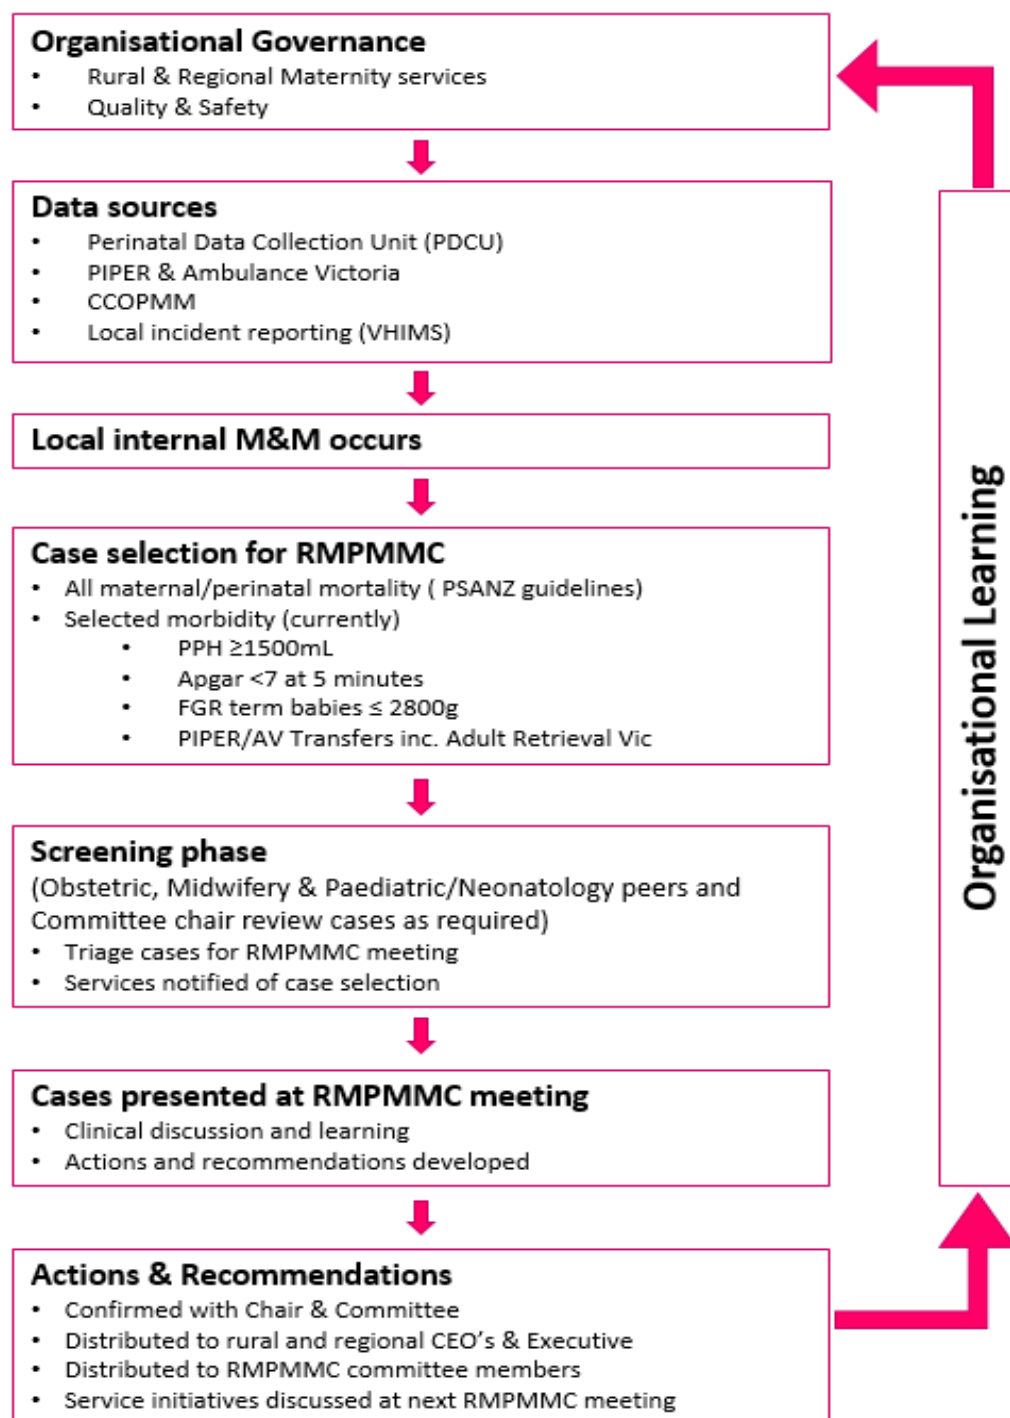 Organisational Governance
• Rural & Regional Maternity services
• Quality & Safety
Data sources
• Perinatal Data Collection Unit (PDCU)
• PIPER & Ambulance Victoria
• CCOPMM
• Local incident reporting (VHIMS)
Local internal M&M occurs
Case selection for RMPMMC
• All maternal/perinatal mortality ( PSANZ guidelines)
• Selected morbidity (currently)
• PPH ≥1500mL
• Apgar <7 at 5 minutes
• FGR term babies ≤ 2800g
• PIPER/AV Transfers inc. Adult Retrieval Vic
Screening phase
(Obstetric, Midwifery & Paediatric/Neonatology peers and
Committee chair review cases as required)
• Triage cases for RMPMMC meeting
• Services notified of case selection
Cases presented at RMPMMC meeting
• Clinical discussion and learning
• Actions and recommendations developed
Actions & Recommendations
• Confirmed with Chair & Committee
• Distributed to rural and regional CEO's & Executive
• Distributed to RMPMMC committee members
• Service initiatives discussed at next RMPMMC meeting
Organisational Learning